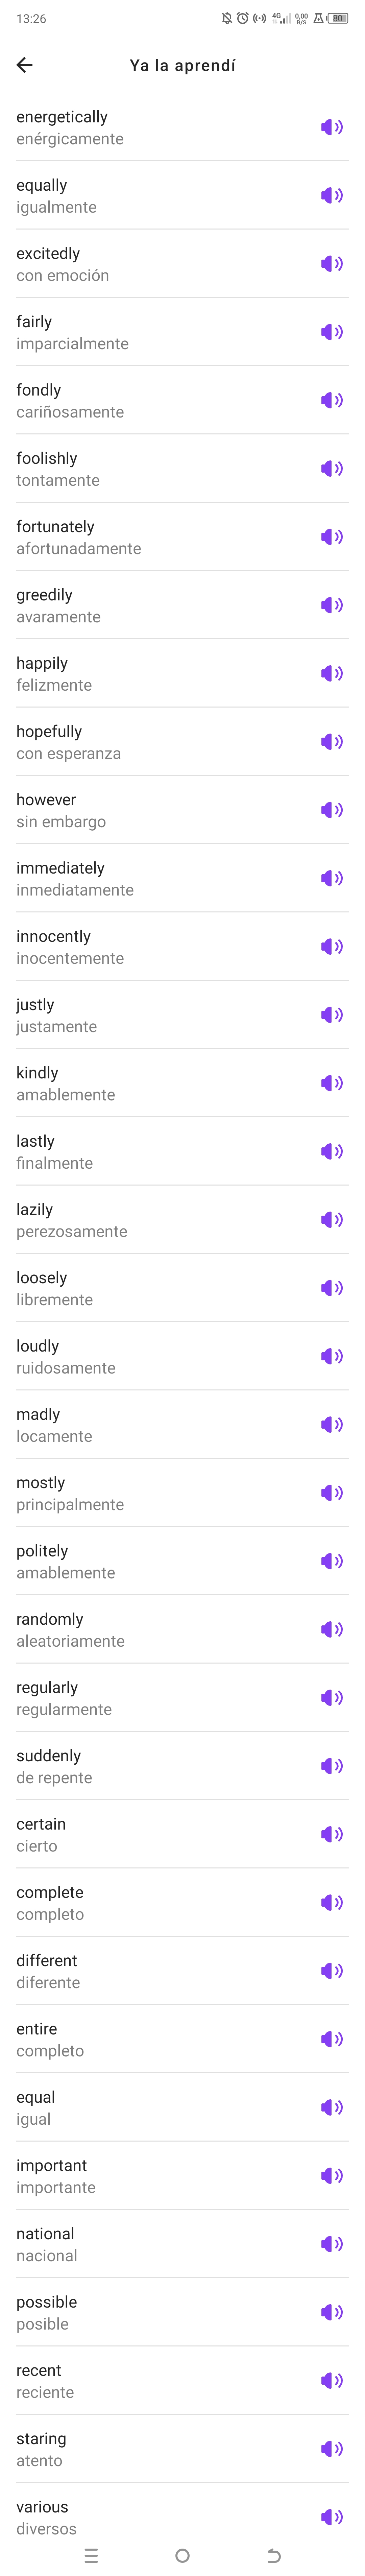 13:26
4G
0,00
B/S
80
Ya la aprendí
energetically
enérgicamente
equally
igualmente
excitedly
con emoción
fairly
imparcialmente
fondly
cariñosamente
foolishly
tontamente
fortunately
afortunadamente
greedily
avaramente
happily
felizmente
hopefully
con esperanza
however
sin embargo
immediately
inmediatamente
innocently
inocentemente
justly
justamente
kindly
amablemente
lastly
finalmente
lazily
perezosamente
loosely
libremente
loudly
ruidosamente
madly
locamente
mostly
principalmente
politely
amablemente
randomly
aleatoriamente
regularly
regularmente
suddenly
de repente
certain
cierto
complete
completo
different
diferente
entire
completo
equal
igual
important
importante
national
nacional
possible
posible
recent
reciente
staring
atento
various
diversos